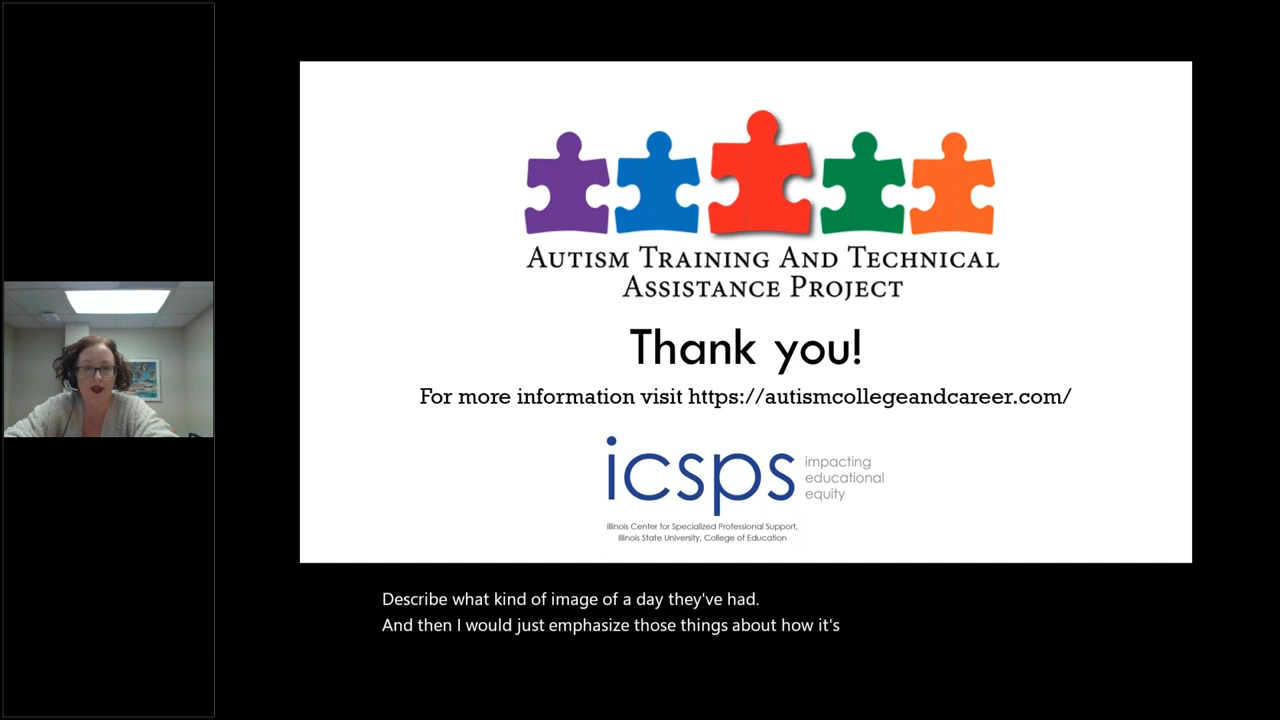 Autism Training And Technical
Assistance Project
Thank you!
For more information visit https://autismcollegeandcareer.com/
icsps
impacting
educational
equity
Illinois Center for Specialized Professional Support,
Illinois State University, College of Education
Describe what kind of image of a day they've had.
And then I would just emphasize those things about how it's